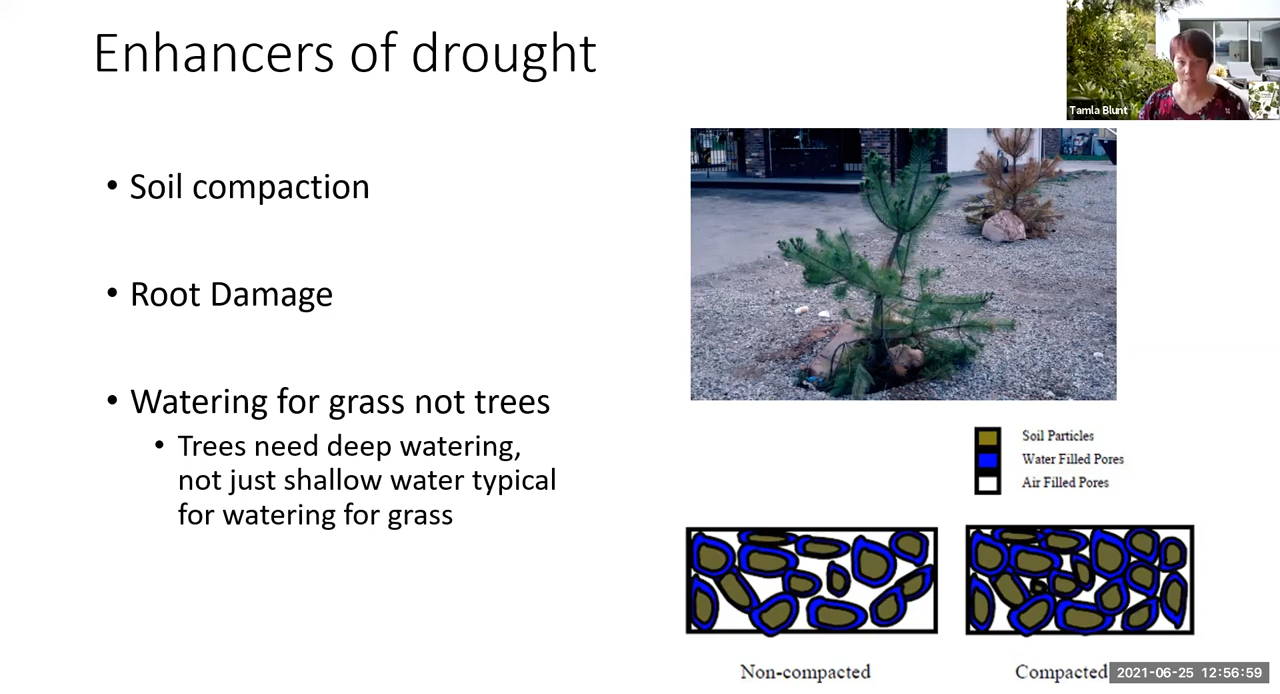 Enhancers of drought
Tamla Blunt
• Soil compaction
• Root Damage
• Watering for grass not trees
• Trees need deep watering,
not just shallow water typical
for watering for grass
Soil Particles
Water Filled Pores
Air Filled Pores
Non-compacted
Compacted
2021-06-25 12:56:59